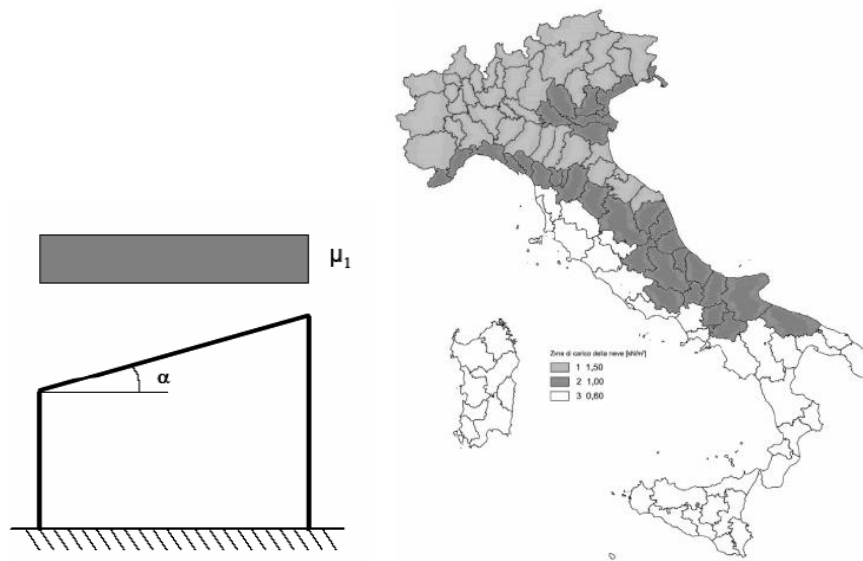 μ1
α
Zone di carico della neve [kN/m²]
1 1,50
2 1,00
3 0,60